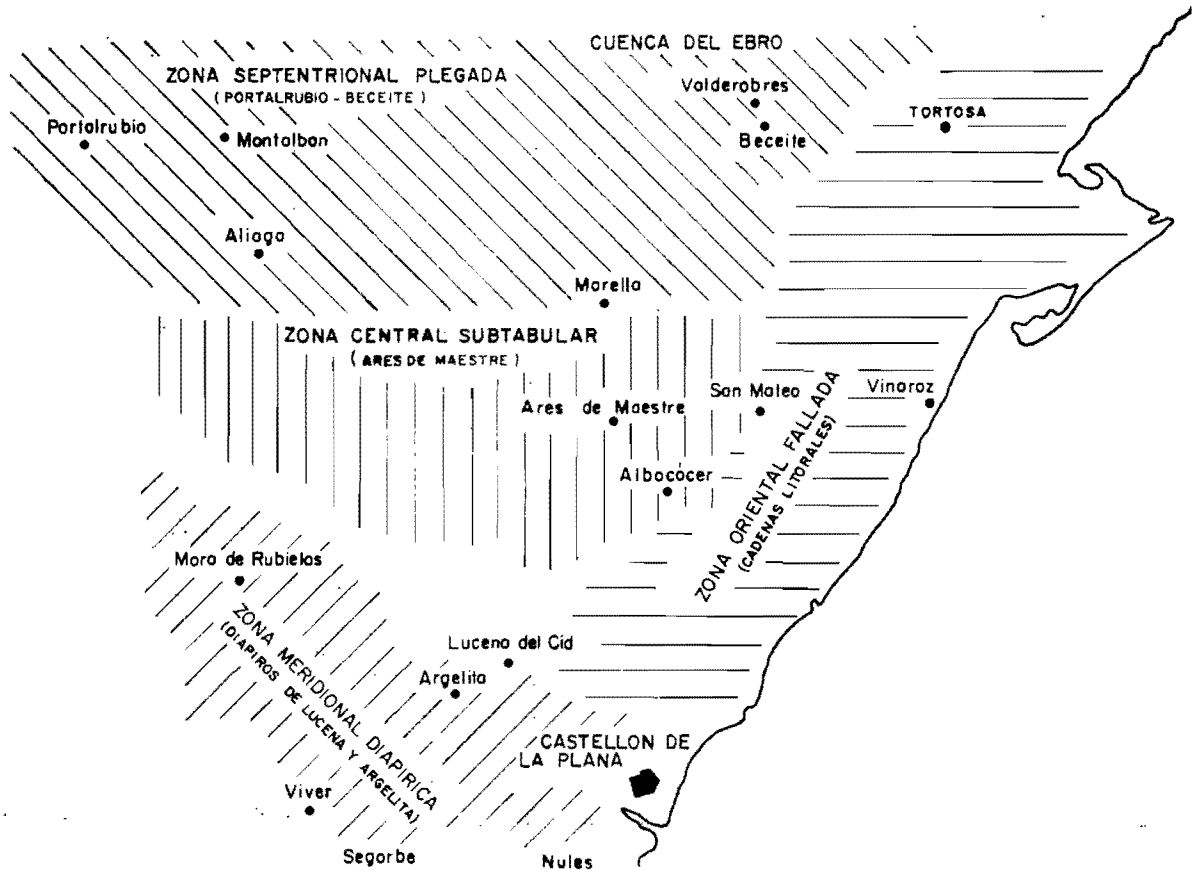 CUENCA DEL EBRO
ZONA SEPTENTRIONAL PLEGADA
(PORTALRUBIO - BECEITE)
Valderobres
Portalrubio
Montalban
Beceite
TORTOSA
Aliaga
Morella
ZONA CENTRAL SUBTABULAR
(ARES DE MAESTRE)
San Mateo
Vinaroz
Ares de Maestre
Albococer
ZONA ORIENTAL FALLADA
(CADENAS LITORALES)
Mora de Rubielos
ZONA MERIDIONAL DIAPIRICA
(DIAPIROS DE LUCENA Y ARGELITA)
Lucena del Cid
Argelita
CASTELLON DE
LA PLANA
Viver
Segorbe
Nules